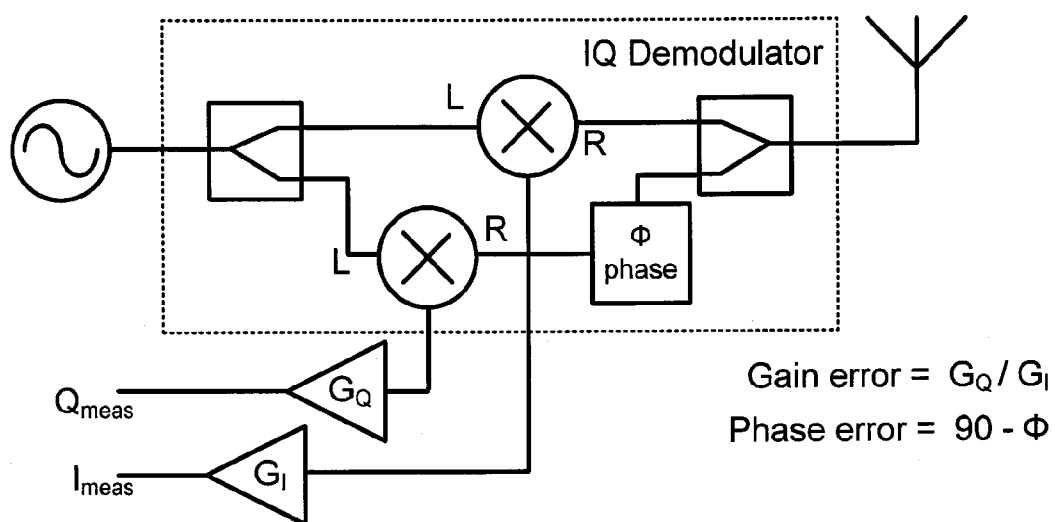 IQ Demodulator
L
R
L
R
Φ
phase
G_Q
Q_meas
G_I
I_meas
Gain error = G_Q / G_I
Phase error = 90 - Φ